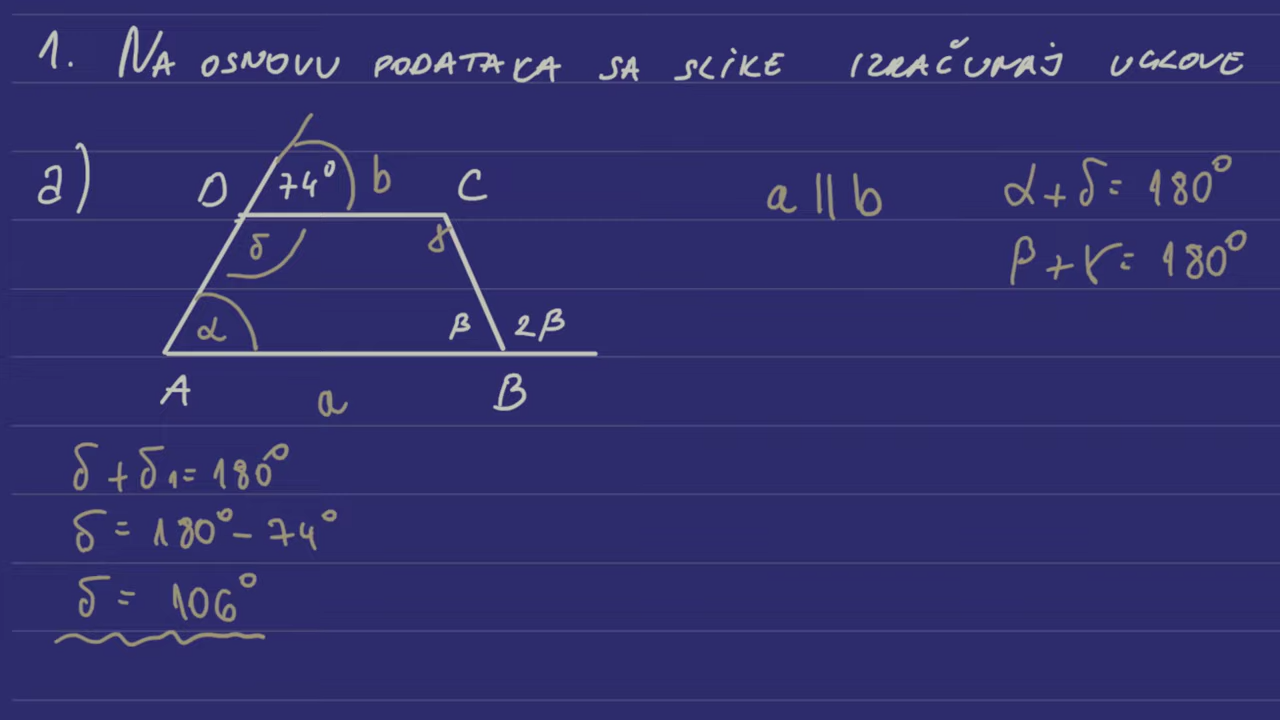 1. NA OSNOVU PODATAKA SA SLIKE IZRAČUNAJ UGLOVE
a) D 74° b C a || b α + δ = 180°
δ γ β + γ = 180°
α β 2β
A a B
δ + δ₁ = 180°
δ = 180° - 74°
δ = 106°